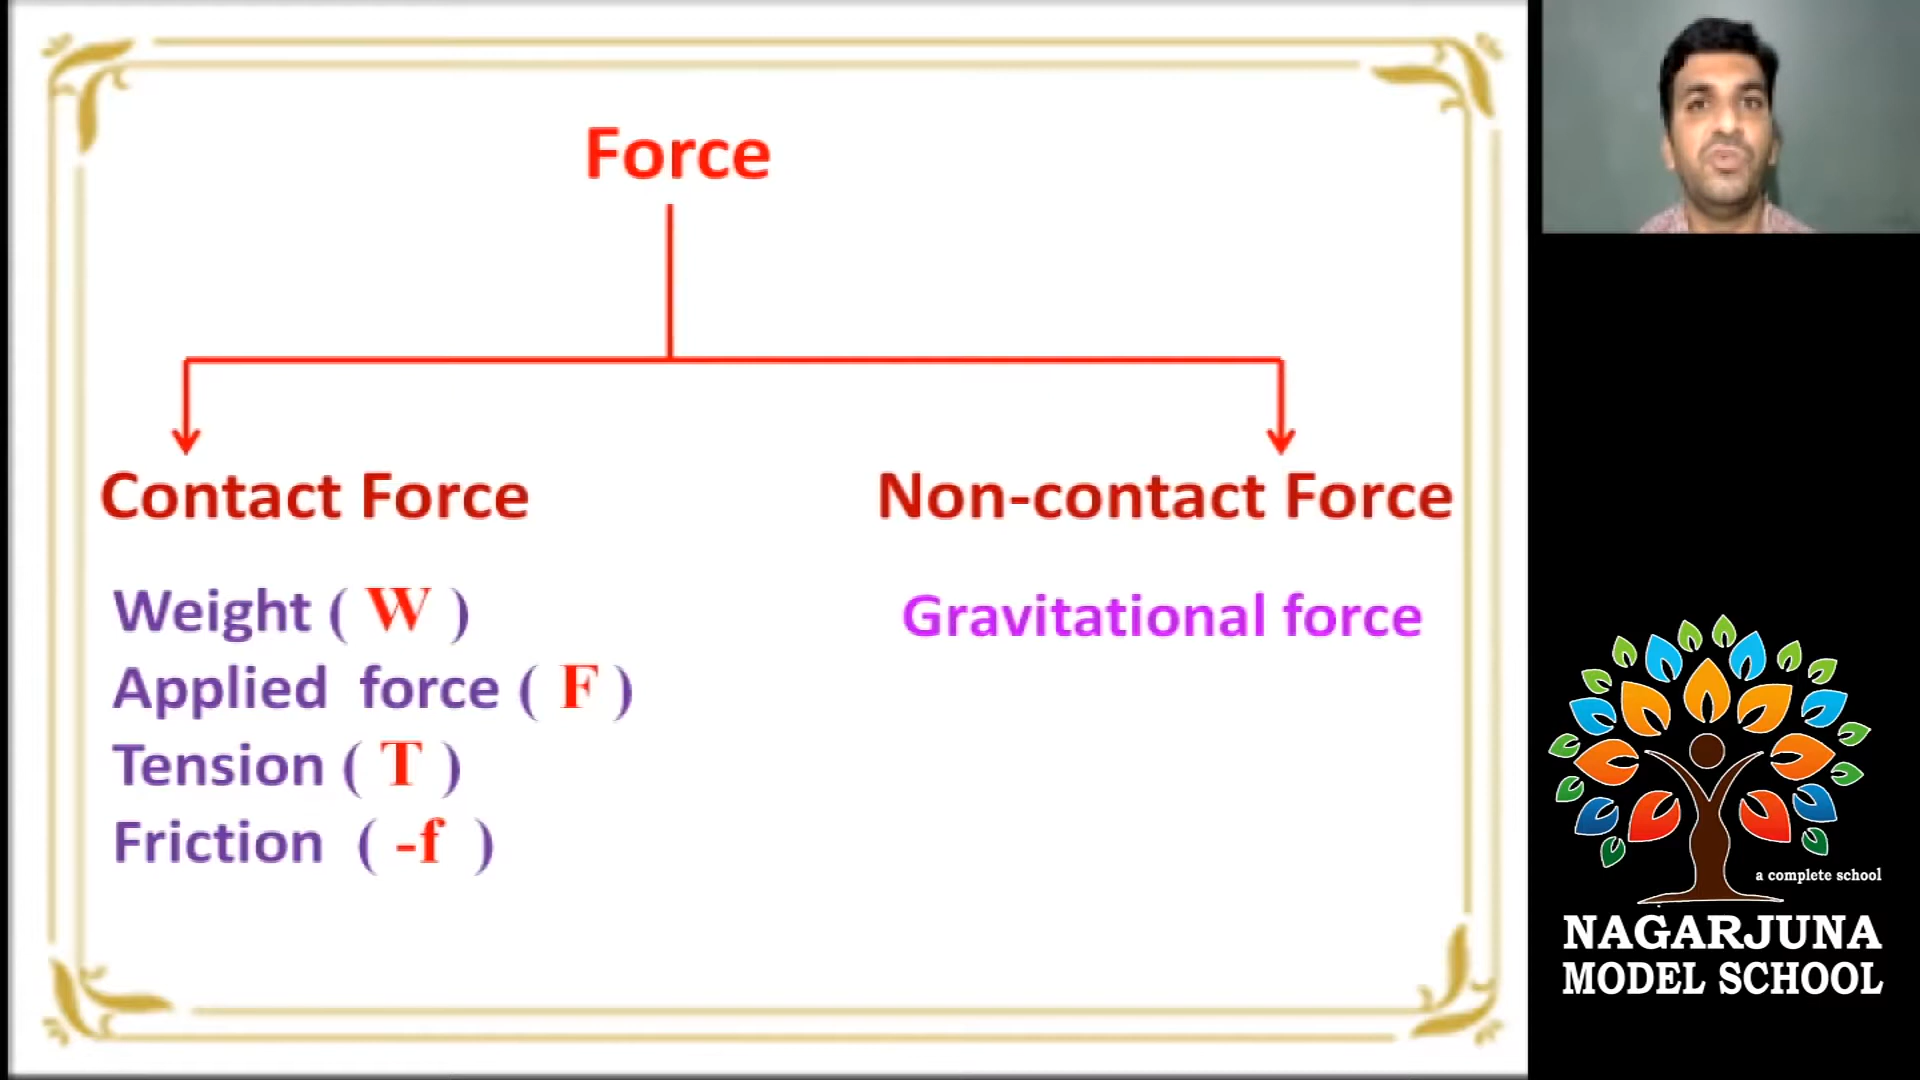 Force
Contact Force
Non-contact Force
Weight ( W )
Applied force ( F )
Tension ( T )
Friction ( -f )
Gravitational force
a complete school
NAGARJUNA
MODEL SCHOOL